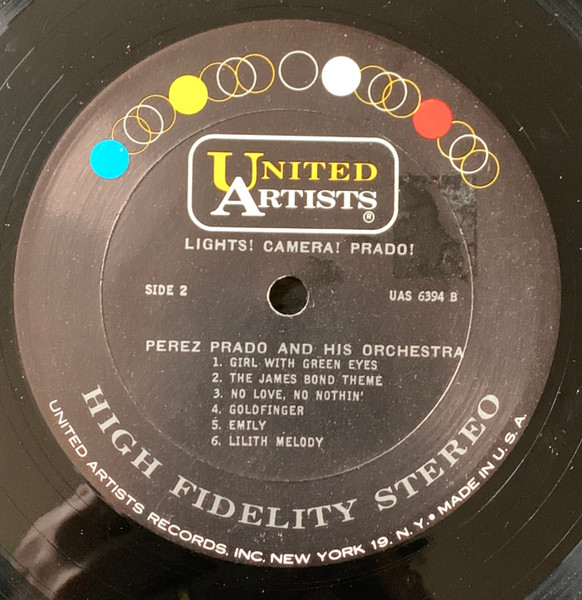 UNITED
ARTISTS
®
LIGHTS! CAMERA! PRADO!
SIDE 2
UAS 6394 B
PEREZ PRADO AND HIS ORCHESTRA
1. GIRL WITH GREEN EYES
2. THE JAMES BOND THEME
3. NO LOVE, NO NOTHIN'
4. GOLDFINGER
5. EMILY
6. LILITH MELODY
HIGH FIDELITY STEREO
UNITED ARTISTS RECORDS, INC. NEW YORK 19, N.Y. • MADE IN U.S.A.